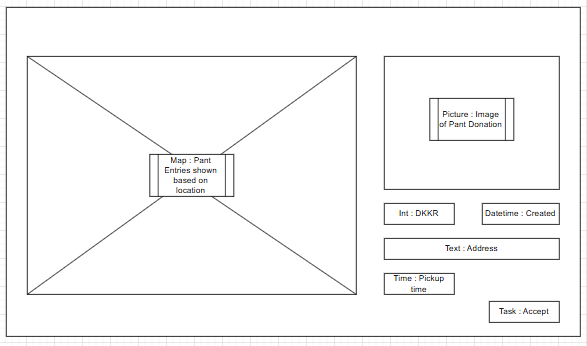 Map : Pant
Entries shown
based on
location
Picture : Image
of Pant Donation
Int : DKKR
Datetime : Created
Text : Address
Time : Pickup
time
Task : Accept